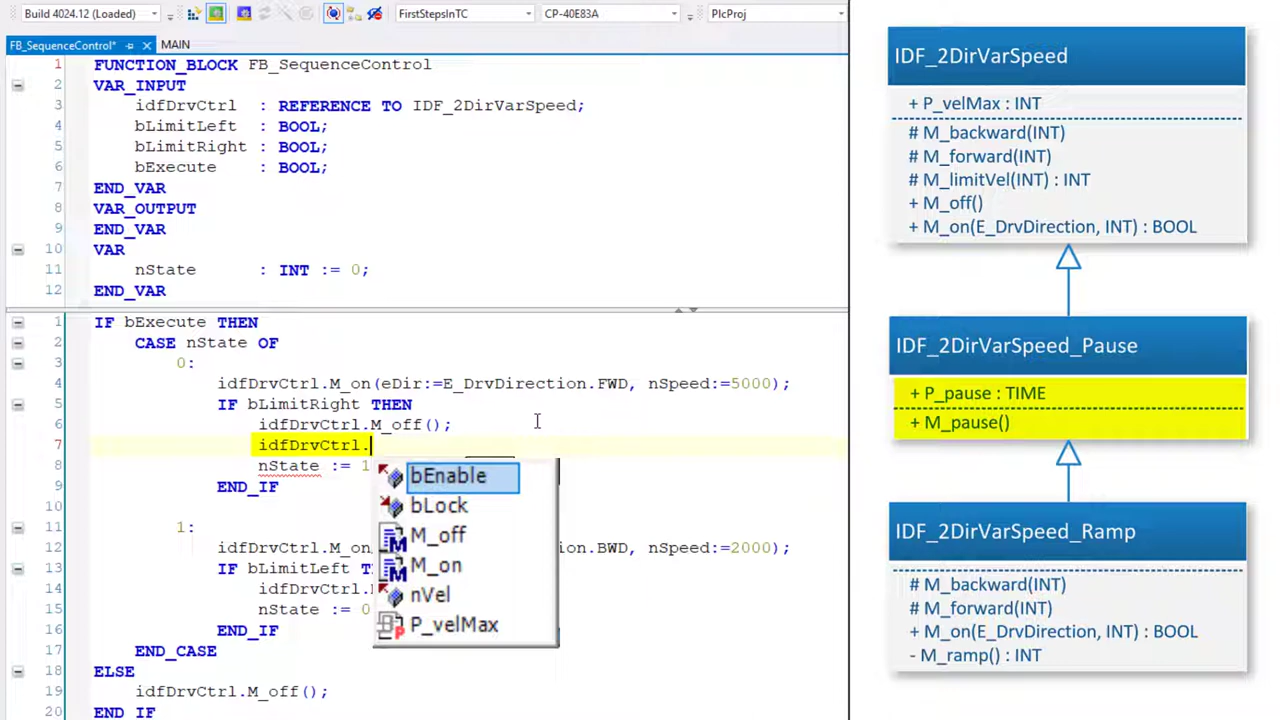 Build 4024.12 (Loaded) FirstStepsInTC CP-40E83A PlcProj
FB_SequenceControl* MAIN
1 FUNCTION_BLOCK FB_SequenceControl
2 VAR_INPUT
3 idfDrvCtrl : REFERENCE TO IDF_2DirVarSpeed;
4 bLimitLeft : BOOL;
5 bLimitRight : BOOL;
6 bExecute : BOOL;
7 END_VAR
8 VAR_OUTPUT
9 END_VAR
10 VAR
11 nState : INT := 0;
12 END_VAR
1 IF bExecute THEN
2 CASE nState OF
3 0:
4 idfDrvCtrl.M_on(eDir:=E_DrvDirection.FWD, nSpeed:=5000);
5 IF bLimitRight THEN
6 idfDrvCtrl.M_off();
7 idfDrvCtrl.
8 nState := 1
9 END_IF
10
11 1:
12 idfDrvCtrl.M_on ion.BWD, nSpeed:=2000);
13 IF bLimitLeft T
14 idfDrvCtrl.
15 nState := 0
16 END_IF
17 END_CASE
18 ELSE
19 idfDrvCtrl.M_off();
20 END_IF
bEnable
bLock
M_off
M_on
nVel
P_velMax
IDF_2DirVarSpeed
+ P_velMax : INT
# M_backward(INT)
# M_forward(INT)
# M_limitVel(INT) : INT
+ M_off()
+ M_on(E_DrvDirection, INT) : BOOL
IDF_2DirVarSpeed_Pause
+ P_pause : TIME
+ M_pause()
IDF_2DirVarSpeed_Ramp
# M_backward(INT)
# M_forward(INT)
+ M_on(E_DrvDirection, INT) : BOOL
- M_ramp() : INT